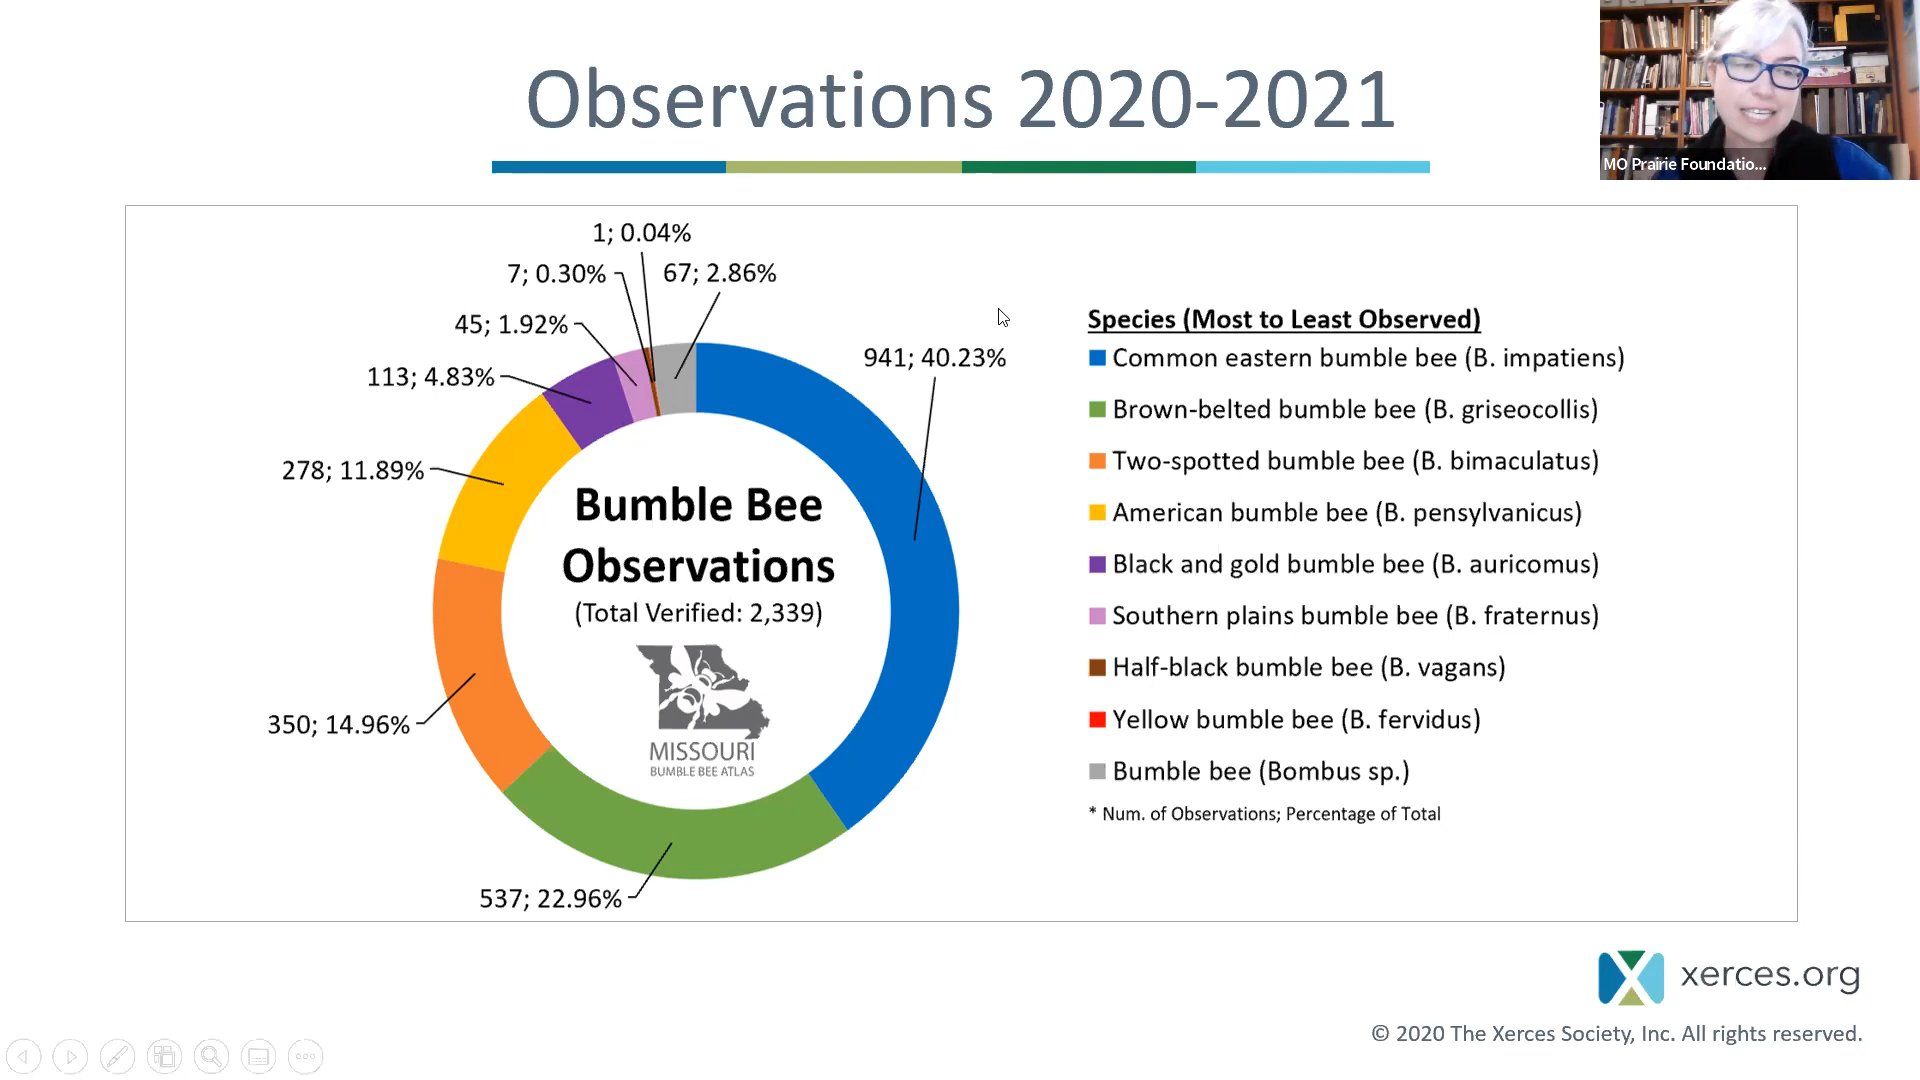 Observations 2020-2021
MO Prairie Foundatio...
1; 0.04%
7; 0.30%
67; 2.86%
45; 1.92%
941; 40.23%
113; 4.83%
278; 11.89%
350; 14.96%
537; 22.96%
Bumble Bee
Observations
(Total Verified: 2,339)
MISSOURI
BUMBLE BEE ATLAS
Species (Most to Least Observed)
Common eastern bumble bee (B. impatiens)
Brown-belted bumble bee (B. griseocollis)
Two-spotted bumble bee (B. bimaculatus)
American bumble bee (B. pensylvanicus)
Black and gold bumble bee (B. auricomus)
Southern plains bumble bee (B. fraternus)
Half-black bumble bee (B. vagans)
Yellow bumble bee (B. fervidus)
Bumble bee (Bombus sp.)
* Num. of Observations; Percentage of Total
xerces.org
© 2020 The Xerces Society, Inc. All rights reserved.